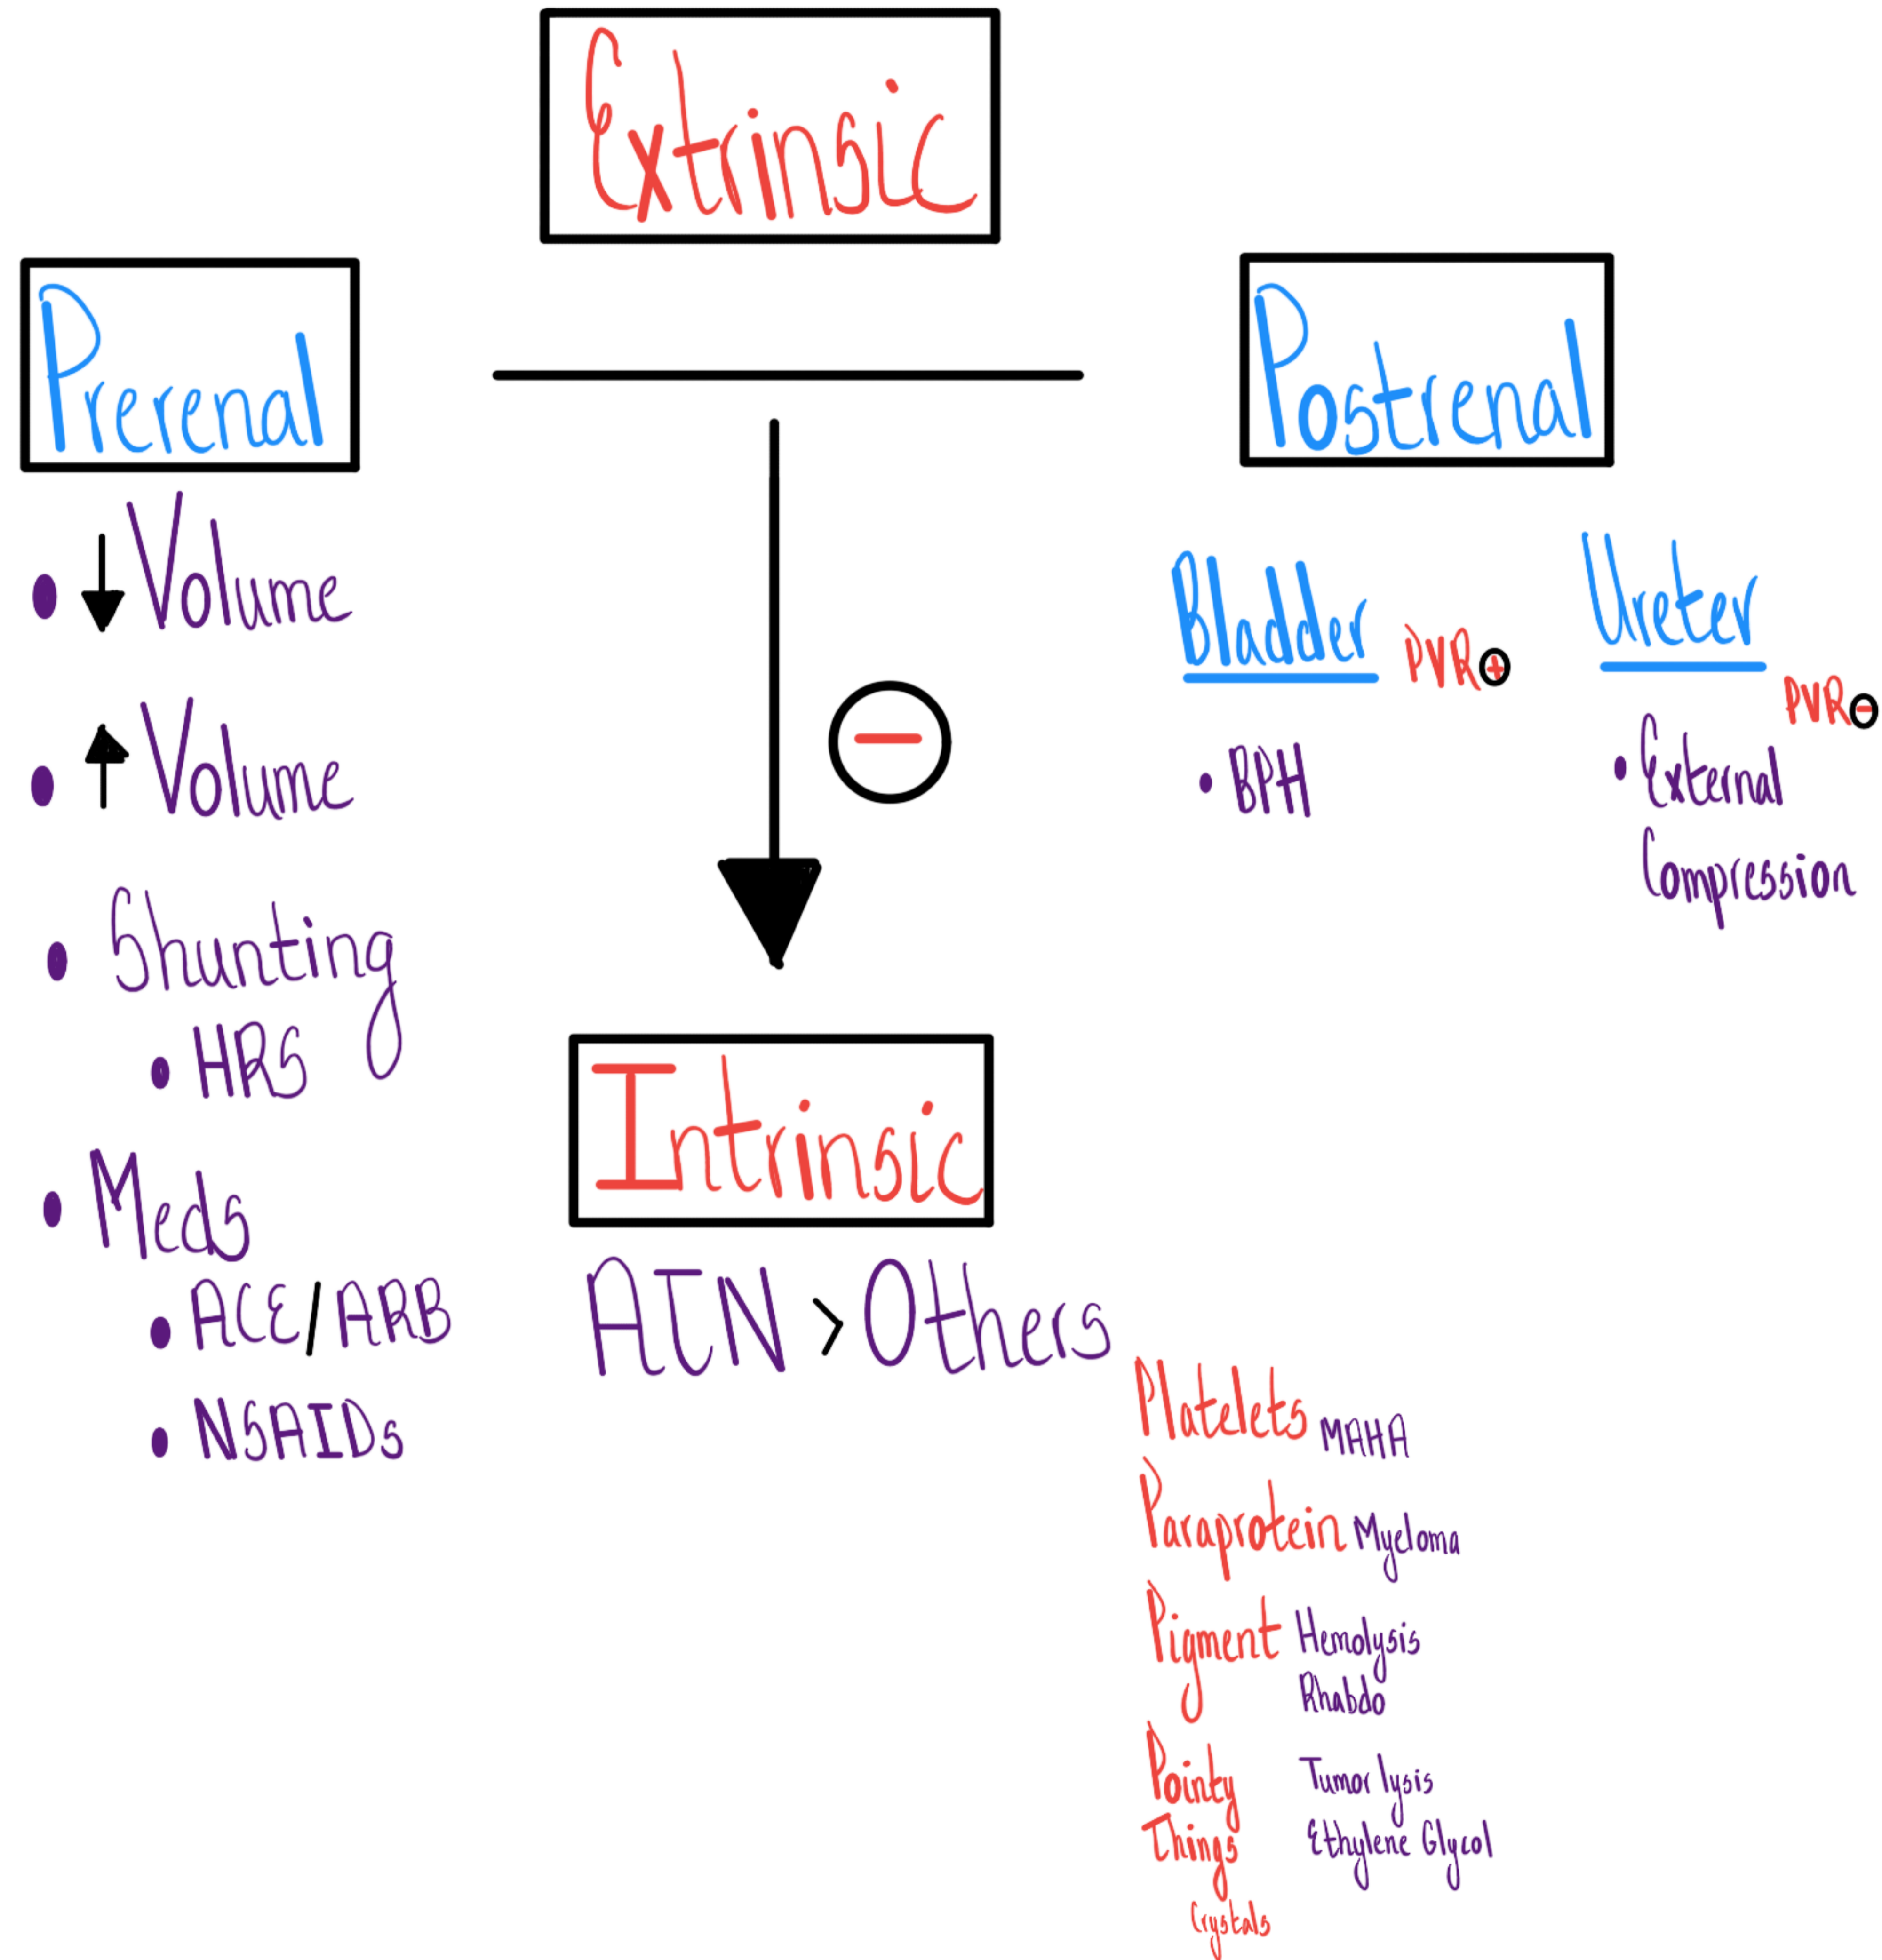 Extrinsic
Prerenal
• ↓ Volume
• ↑ Volume
• Shunting
• HRS
• Meds
• ACE/ARB
• NSAIDs
Postrenal
Bladder PVR⊕
• BPH
Ureter PVR⊖
• External
Compression
⊖
Intrinsic
ATN > Others
Platelets MAHA
Paraprotein Myeloma
Pigment Hemolysis
Rhabdo
Pointy Tumor lysis
Things Ethylene Glycol
Crystals